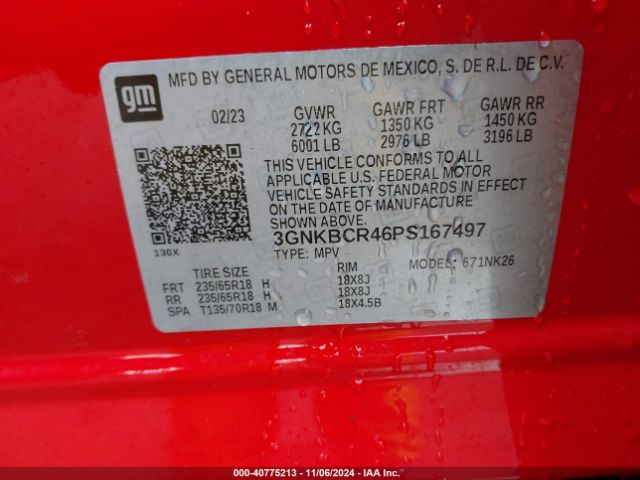 gm
MFD BY GENERAL MOTORS DE MEXICO, S. DE R.L. DE C.V.
02/23 GVWR GAWR FRT GAWR RR
2722 KG 1350 KG 1450 KG
6001 LB 2976 LB 3196 LB
THIS VEHICLE CONFORMS TO ALL
APPLICABLE U.S. FEDERAL MOTOR
VEHICLE SAFETY STANDARDS IN EFFECT
ON THE DATE OF MANUFACTURE
SHOWN ABOVE.
3GNKBCR46PS167497
130X
TYPE: MPV MODEL: 671NK26
TIRE SIZE RIM
FRT 235/65R18 H 18X8J
RR 235/65R18 H 18X8J
SPA T135/70R18 M 18X4.5B
000-40775213 - 11/06/2024 - IAA Inc.